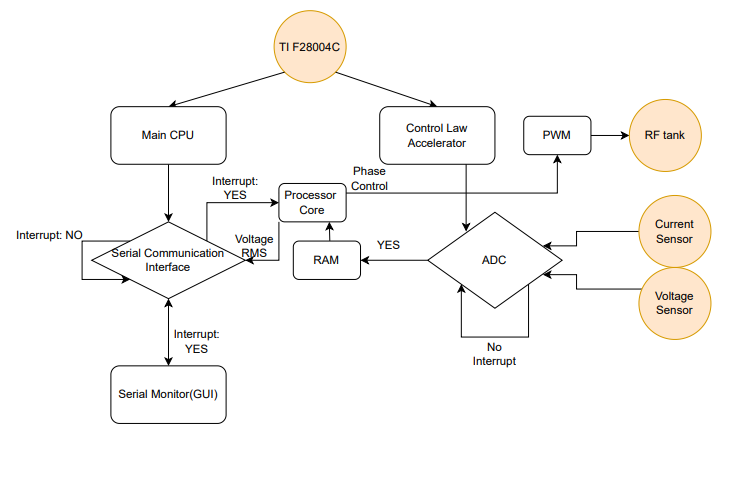 TI F28004C
Main CPU
Control Law
Accelerator
PWM
RF tank
Phase
Control
Interrupt:
YES
Processor
Core
Interrupt: NO
Serial Communication
Interface
Voltage
RMS
RAM
YES
ADC
Current
Sensor
Voltage
Sensor
Interrupt:
YES
No
Interrupt
Serial Monitor(GUI)